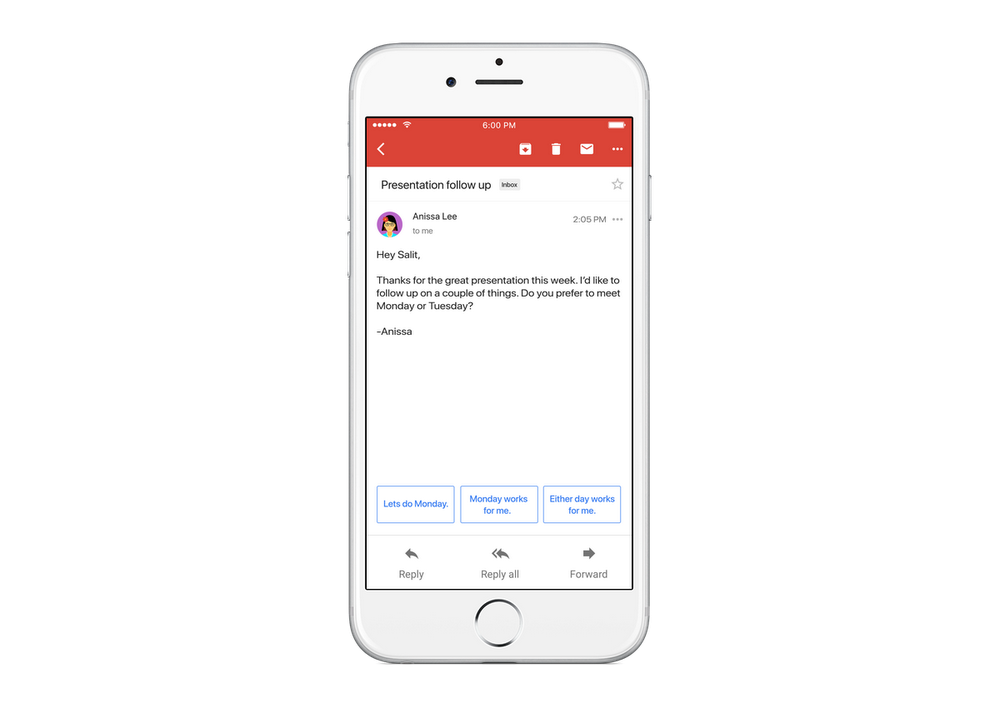 6:00 PM
Presentation follow up Inbox
Anissa Lee 2:05 PM
to me
Hey Salit,
Thanks for the great presentation this week. I'd like to
follow up on a couple of things. Do you prefer to meet
Monday or Tuesday?
-Anissa
Lets do Monday.
Monday works
for me.
Either day works
for me.
Reply Reply all Forward